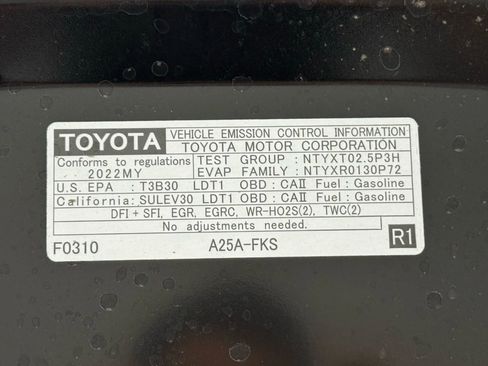 TOYOTA VEHICLE EMISSION CONTROL INFORMATION
TOYOTA MOTOR CORPORATION
Conforms to regulations TEST GROUP : NTYXT02.5P3H
2022MY EVAP FAMILY : NTYXR0130P72
U.S. EPA : T3B30 LDT1 OBD : CAⅡ Fuel : Gasoline
California: SULEV30 LDT1 OBD : CAⅡ Fuel : Gasoline
DFI + SFI, EGR, EGRC, WR-HO2S(2), TWC(2)
No adjustments needed.
F0310 A25A-FKS R1